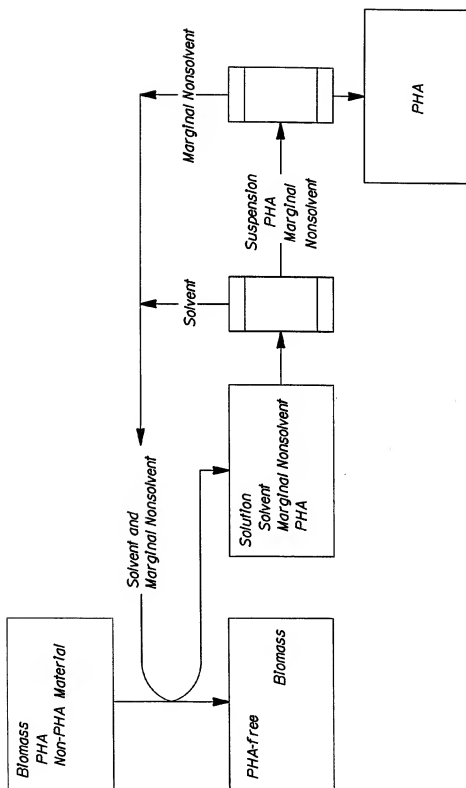 Biomass
PHA
Non-PHA Material
Solvent and
Marginal Nonsolvent
PHA-free
Biomass
Solution
Solvent
Marginal Nonsolvent
PHA
Solvent
Suspension
PHA
Marginal
Nonsolvent
Marginal Nonsolvent
PHA